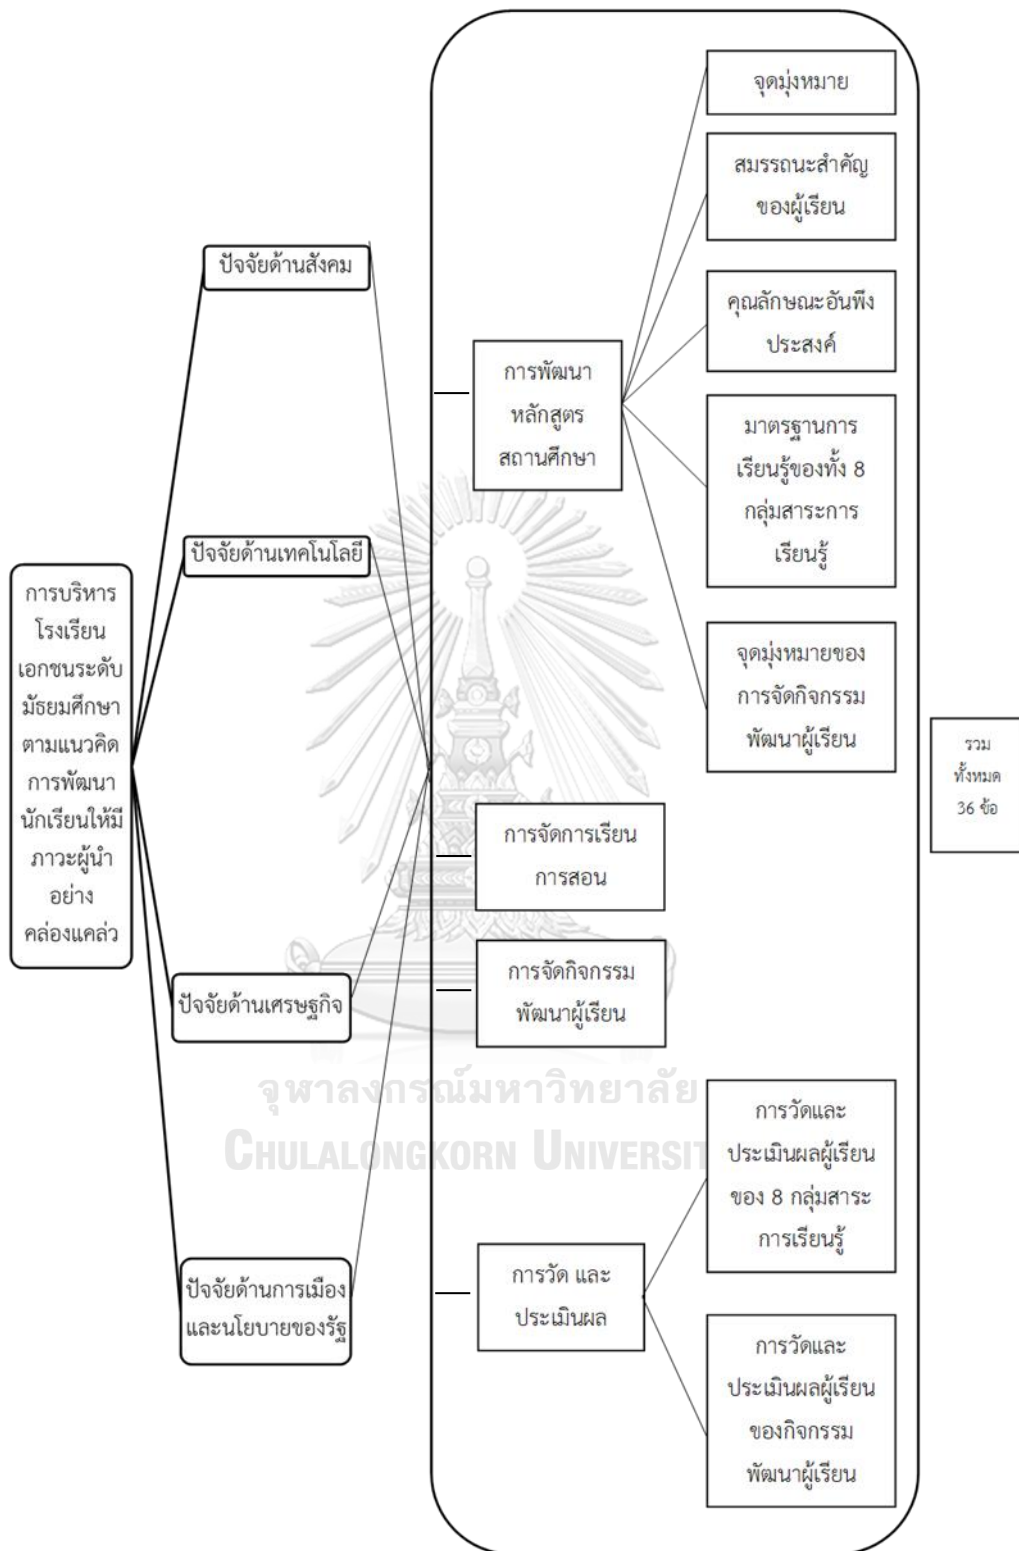 การบริหาร
โรงเรียน
เอกชนระดับ
มัธยมศึกษา
ตามแนวคิด
การพัฒนา
นักเรียนให้มี
ภาวะผู้นำ
อย่าง
คล่องแคล่ว
ปัจจัยด้านสังคม
ปัจจัยด้านเทคโนโลยี
ปัจจัยด้านเศรษฐกิจ
ปัจจัยด้านการเมือง
และนโยบายของรัฐ
การพัฒนา
หลักสูตร
สถานศึกษา
จุดมุ่งหมาย
สมรรถนะสำคัญ
ของผู้เรียน
คุณลักษณะอันพึง
ประสงค์
มาตรฐานการ
เรียนรู้ของทั้ง 8
กลุ่มสาระการ
เรียนรู้
จุดมุ่งหมายของ
การจัดกิจกรรม
พัฒนาผู้เรียน
การจัดการเรียน
การสอน
การจัดกิจกรรม
พัฒนาผู้เรียน
การวัด และ
ประเมินผล
การวัดและ
ประเมินผลผู้เรียน
ของ 8 กลุ่มสาระ
การเรียนรู้
การวัดและ
ประเมินผลผู้เรียน
ของกิจกรรม
พัฒนาผู้เรียน
รวม
ทั้งหมด
36 ข้อ
จุฬาลงกรณ์มหาวิทยาลัย
CHULALONGKORN UNIVERSIT